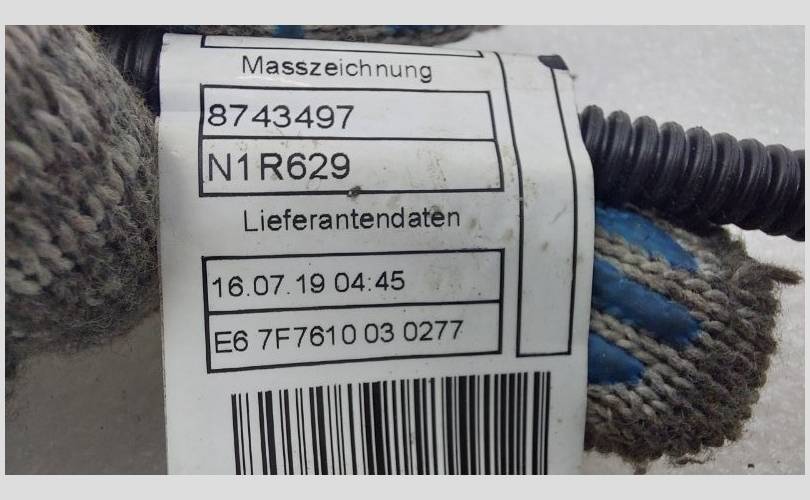 Masszeichnung
8743497
N1R629
Lieferantendaten
16.07.19 04:45
E6 7F7610 03 0277